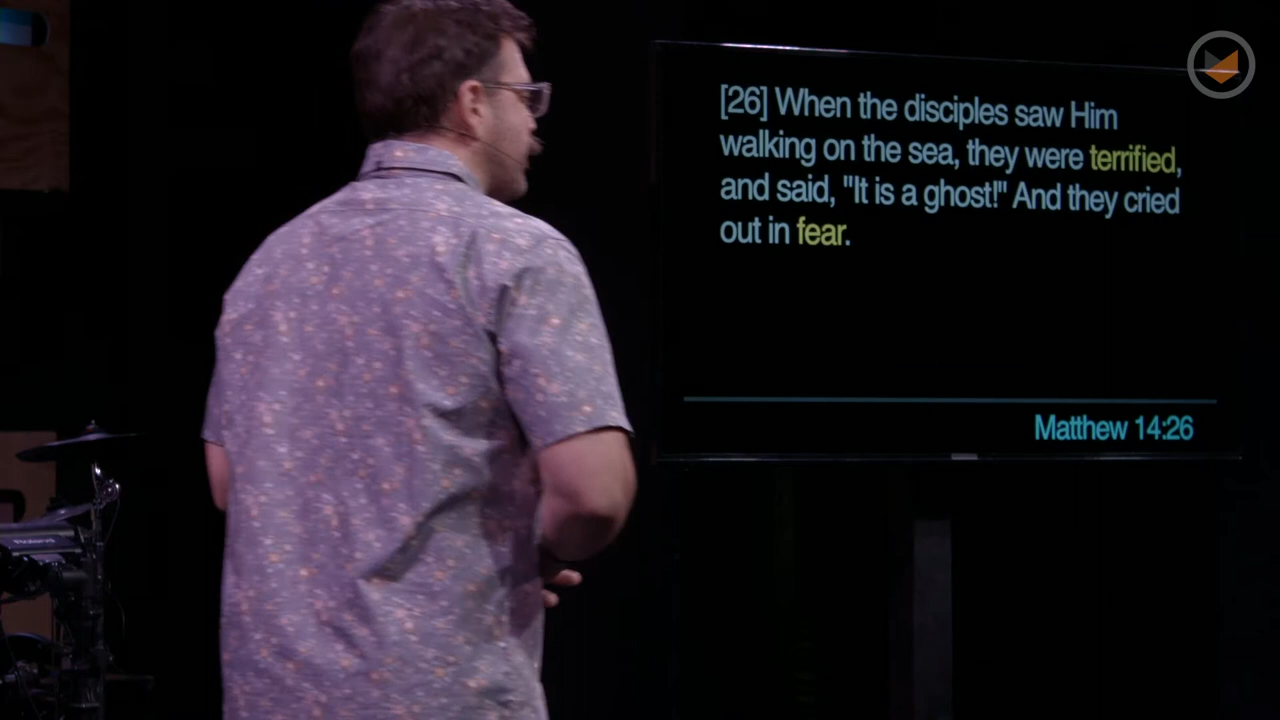 [26] When the disciples saw Him
walking on the sea, they were terrified,
and said, "It is a ghost!" And they cried
out in fear.
Matthew 14:26
Roland